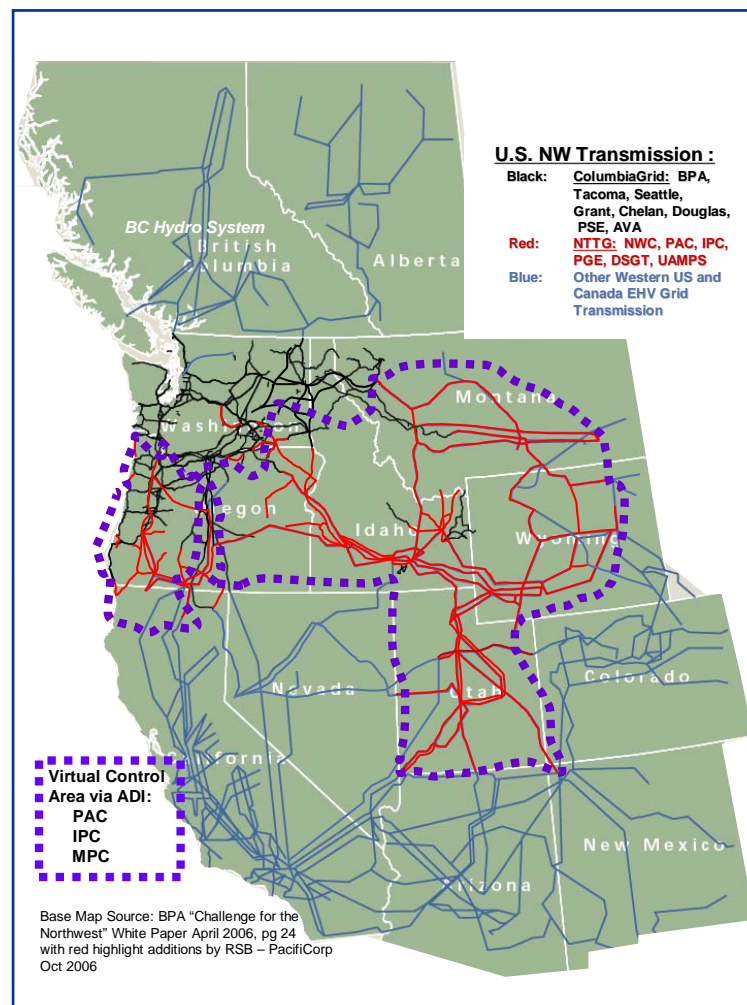 U.S. NW Transmission :
Black: ColumbiaGrid: BPA,
Tacoma, Seattle,
Grant, Chelan, Douglas,
PSE, AVA
Red: NTTG: NWC, PAC, IPC,
PGE, DSGT, UAMPS
Blue: Other Western US and
Canada EHV Grid
Transmission
BC Hydro System
British
Columbia
Alberta
Washington
Montana
Oregon
Idaho
Wyoming
Nevada
Utah
Colorado
California
Arizona
New Mexico
Virtual Control
Area via ADI:
PAC
IPC
MPC
Base Map Source: BPA “Challenge for the
Northwest” White Paper April 2006, pg 24
with red highlight additions by RSB – PacifiCorp
Oct 2006